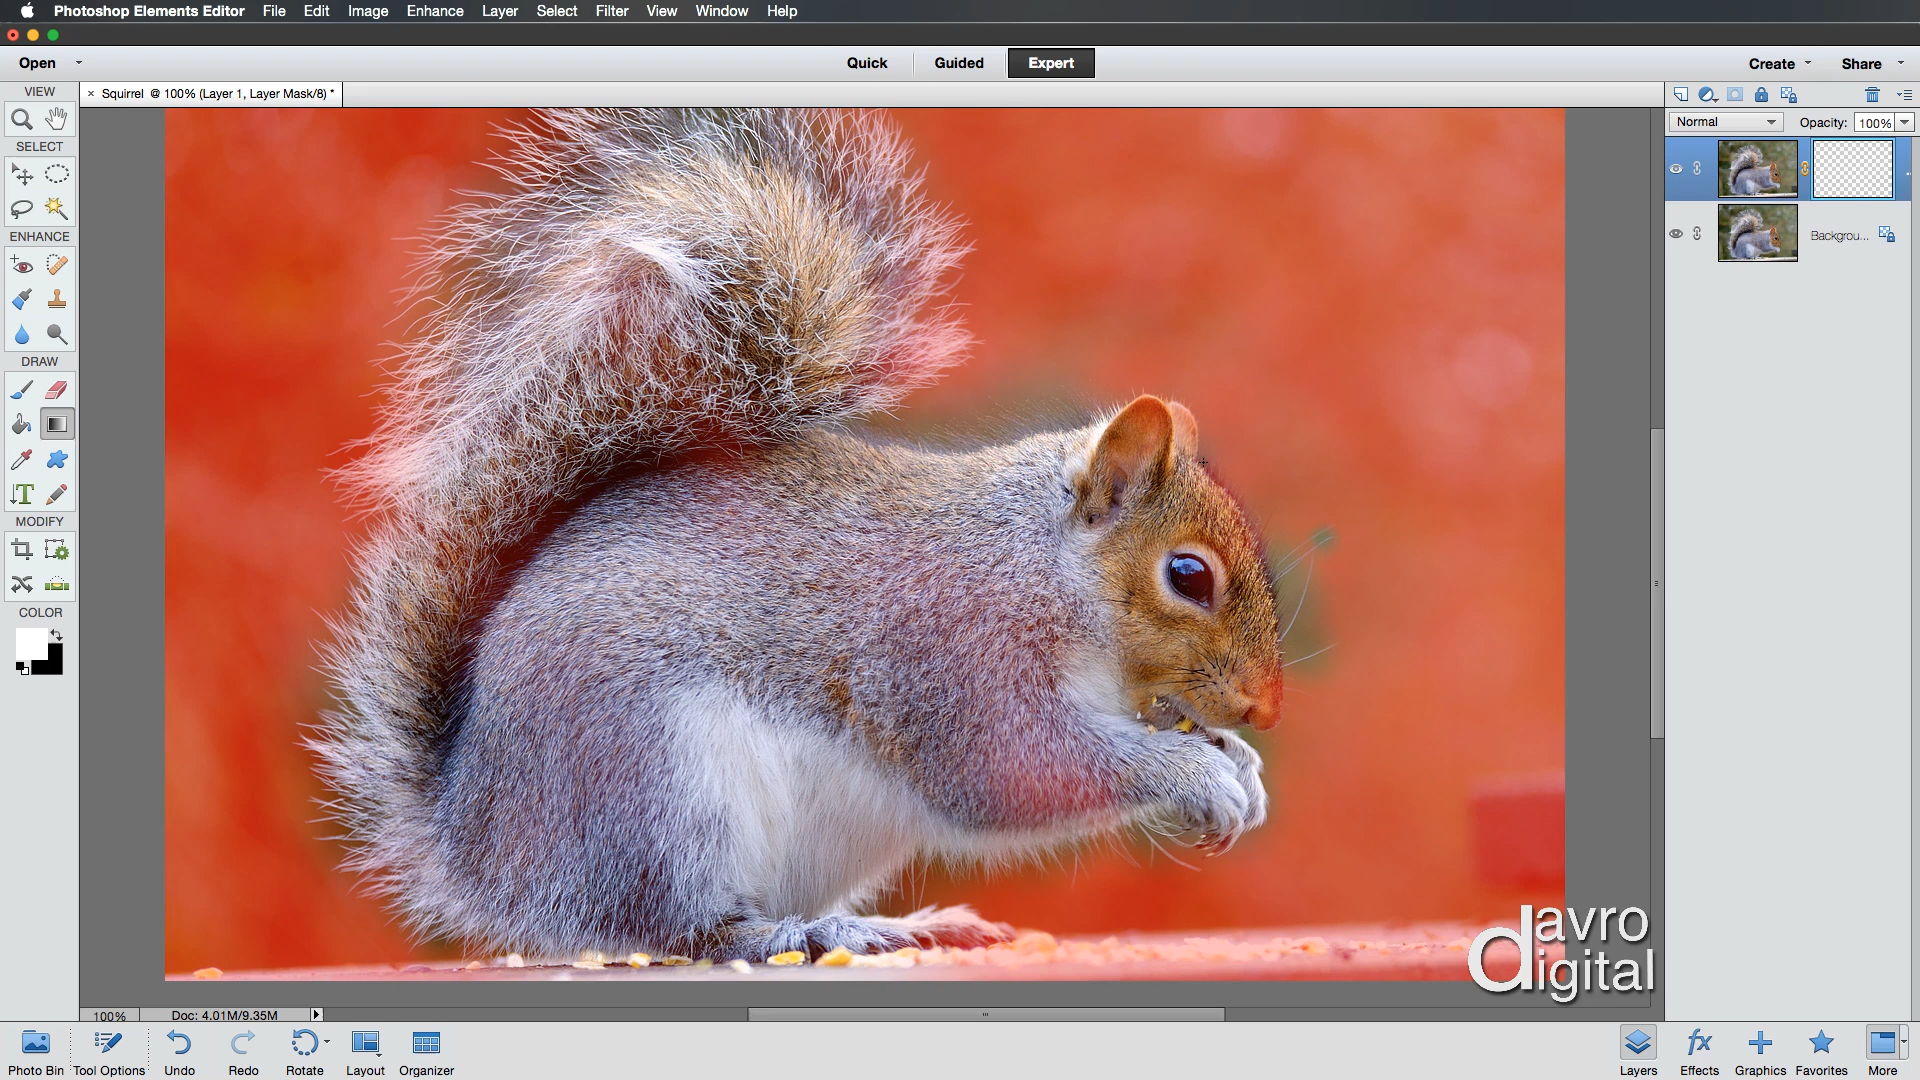 Photoshop Elements Editor File Edit Image Enhance Layer Select Filter View Window Help
Open Quick Guided Expert Create Share
VIEW
× Squirrel @ 100% (Layer 1, Layer Mask/8) *
Normal Opacity: 100%
SELECT
Backgrou...
ENHANCE
DRAW
T
MODIFY
COLOR
davro
digital
100% Doc: 4.01M/9.35M
fx
Photo Bin Tool Options Undo Redo Rotate Layout Organizer Layers Effects Graphics Favorites More